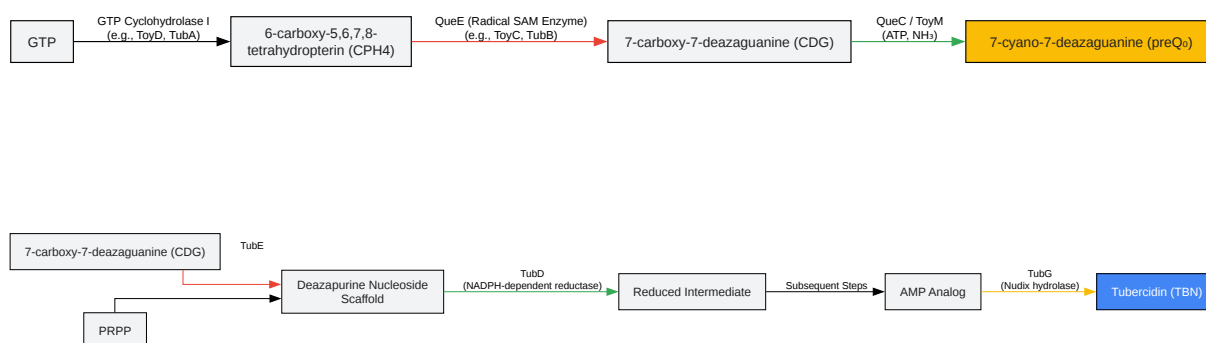 GTP
GTP Cyclohydrolase I
(e.g., ToyD, TubA)
6-carboxy-5,6,7,8-
tetrahydropterin (CPH4)
QueE (Radical SAM Enzyme)
(e.g., ToyC, TubB)
7-carboxy-7-deazaguanine (CDG)
QueC / ToyM
(ATP, NH₃)
7-cyano-7-deazaguanine (preQ₀)
7-carboxy-7-deazaguanine (CDG)
TubE
PRPP
Deazapurine Nucleoside
Scaffold
TubD
(NADPH-dependent reductase)
Reduced Intermediate
Subsequent Steps
AMP Analog
TubG
(Nudix hydrolase)
Tubercidin (TBN)